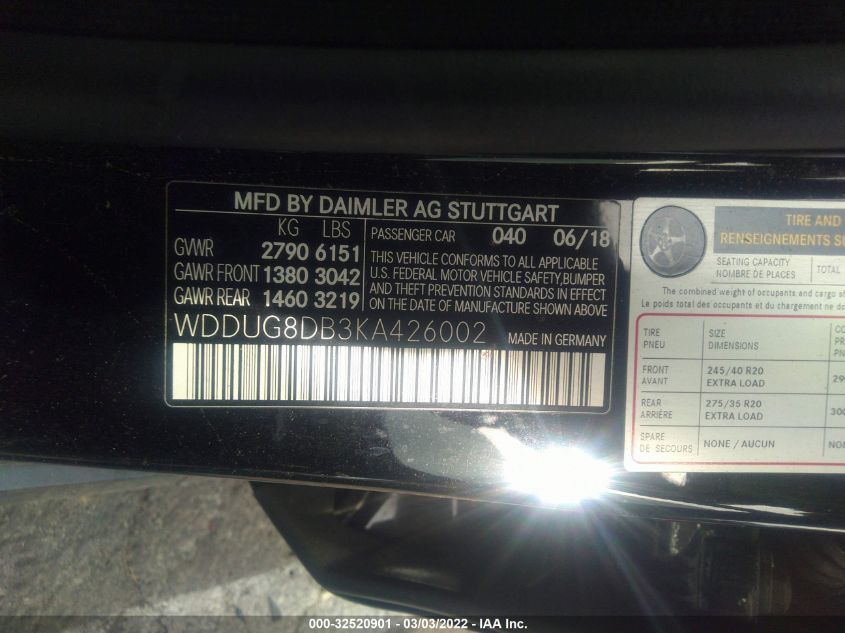 MFD BY DAIMLER AG STUTTGART
KG LBS
GVWR 2790 6151
GAWR FRONT 1380 3042
GAWR REAR 1460 3219
PASSENGER CAR 040 06/18
THIS VEHICLE CONFORMS TO ALL APPLICABLE
U.S. FEDERAL MOTOR VEHICLE SAFETY,BUMPER
AND THEFT PREVENTION STANDARDS IN EFFECT
ON THE DATE OF MANUFACTURE SHOWN ABOVE
WDDUG8DB3KA426002 MADE IN GERMANY
TIRE AND
RENSEIGNEMENTS
SEATING CAPACITY
NOMBRE DE PLACES
TOTAL
The combined weight of occupants and cargo
Le poids total des occupants et du chargement ne
TIRE
PNEU
SIZE
DIMENSIONS
FRONT
AVANT
245/40 R20
EXTRA LOAD
REAR
ARRIÈRE
275/35 R20
EXTRA LOAD
300
SPARE
DE SECOURS
NONE / AUCUN
000-32520901 - 03/03/2022 - IAA Inc.